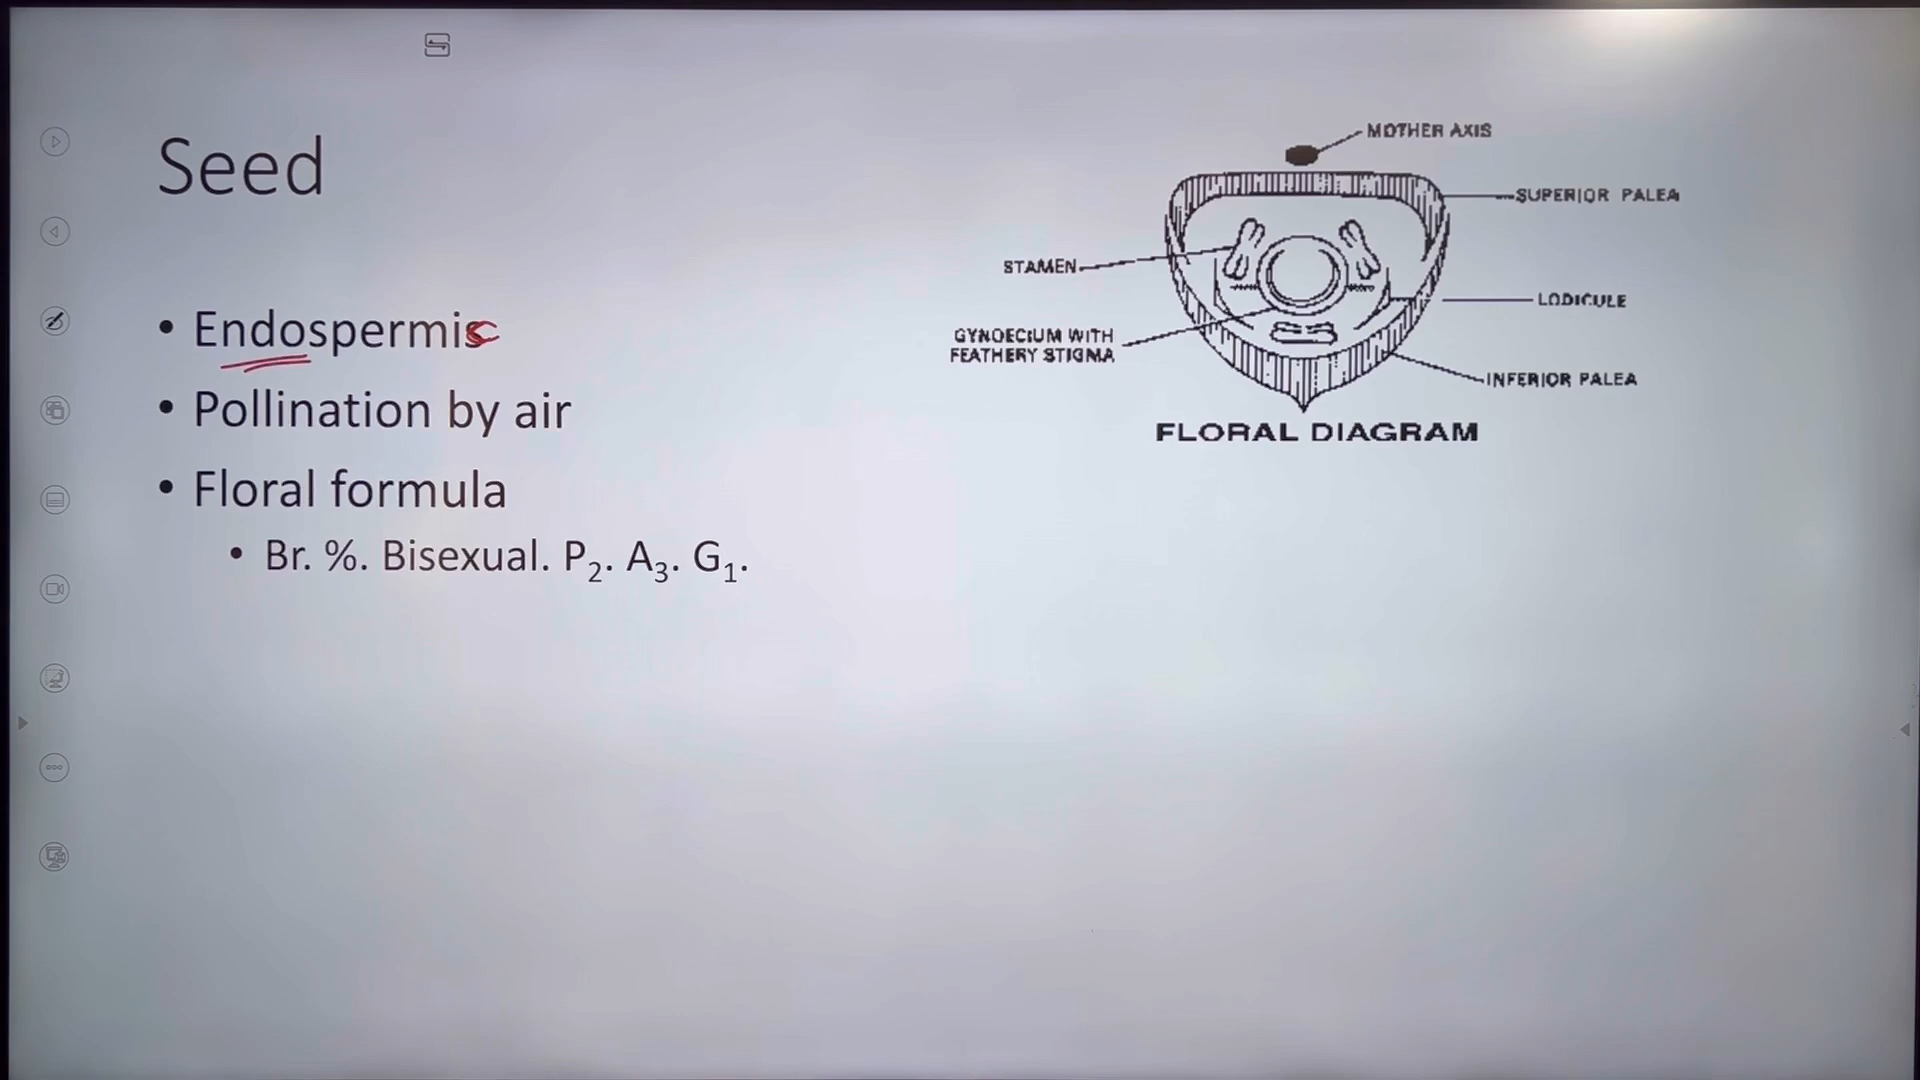 Seed
• Endospermic
• Pollination by air
• Floral formula
• Br. %. Bisexual. P₂. A₃. G₁.
MOTHER AXIS
SUPERIOR PALEA
STAMEN
LODICULE
GYNOECIUM WITH
FEATHERY STIGMA
INFERIOR PALEA
FLORAL DIAGRAM